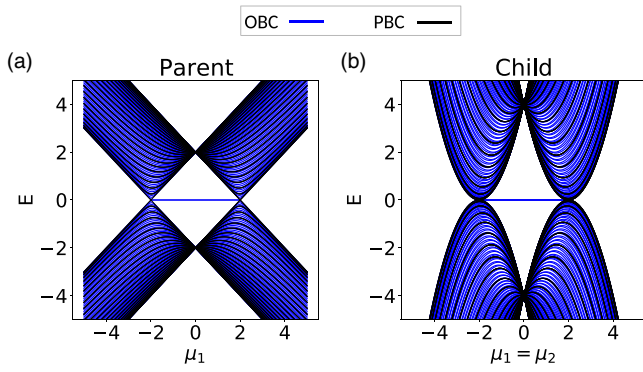 OBC PBC
(a) Parent (b) Child
4 4
2 2
E 0 E 0
−2 −2
−4 −4
−4 −2 0 2 4 −4 −2 0 2 4
μ₁ μ₁ = μ₂